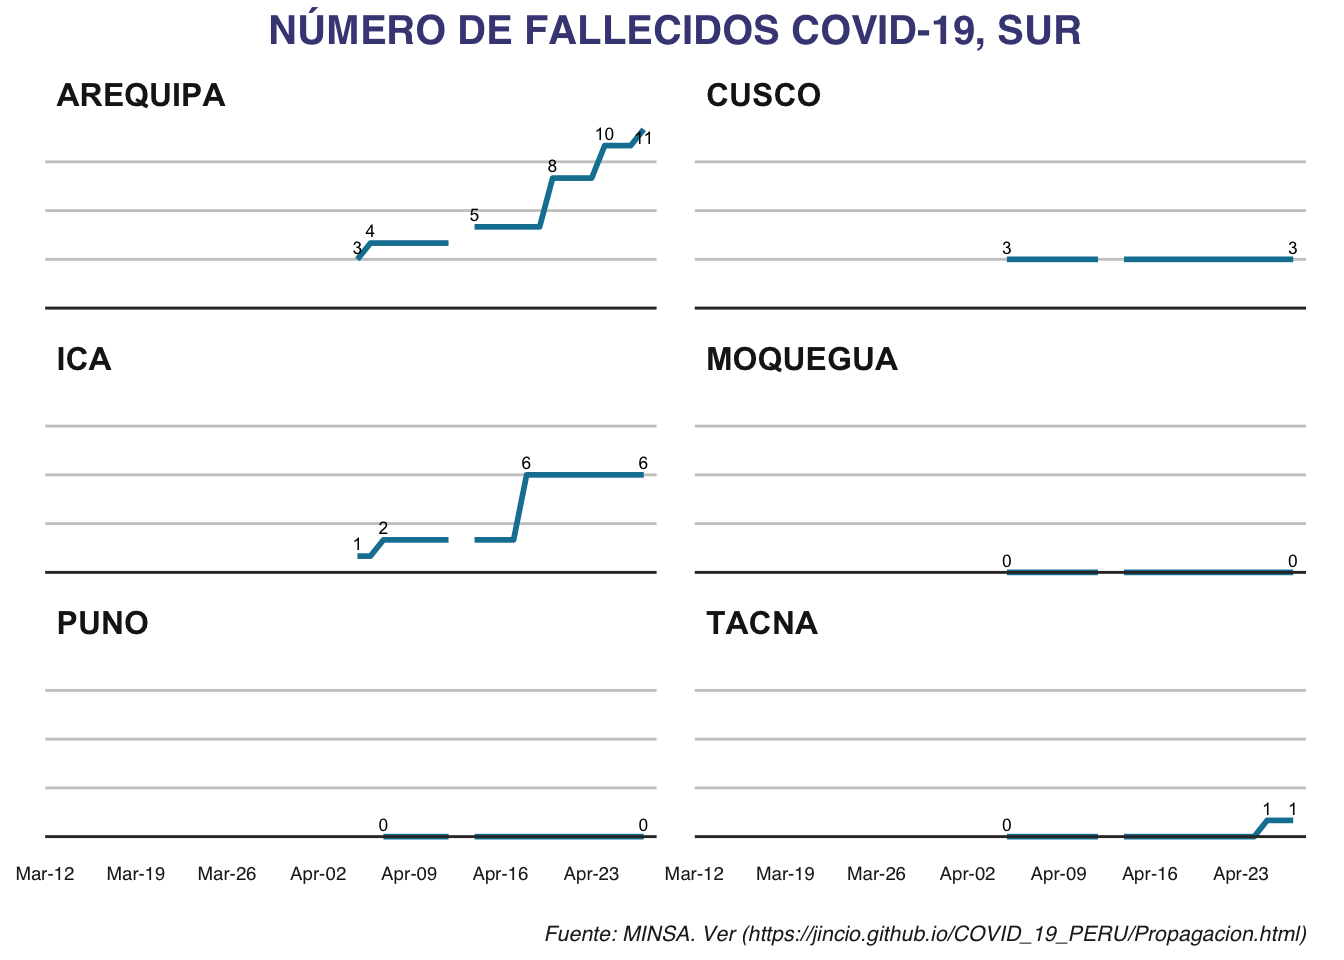 NÚMERO DE FALLECIDOS COVID-19, SUR
AREQUIPA
3
4
5
8
10
11
CUSCO
3
3
ICA
1
2
6
6
MOQUEGUA
0
0
PUNO
0
0
TACNA
0
1
1
Mar-12 Mar-19 Mar-26 Apr-02 Apr-09 Apr-16 Apr-23
Mar-12 Mar-19 Mar-26 Apr-02 Apr-09 Apr-16 Apr-23
Fuente: MINSA. Ver (https://jincio.github.io/COVID_19_PERU/Propagacion.html)